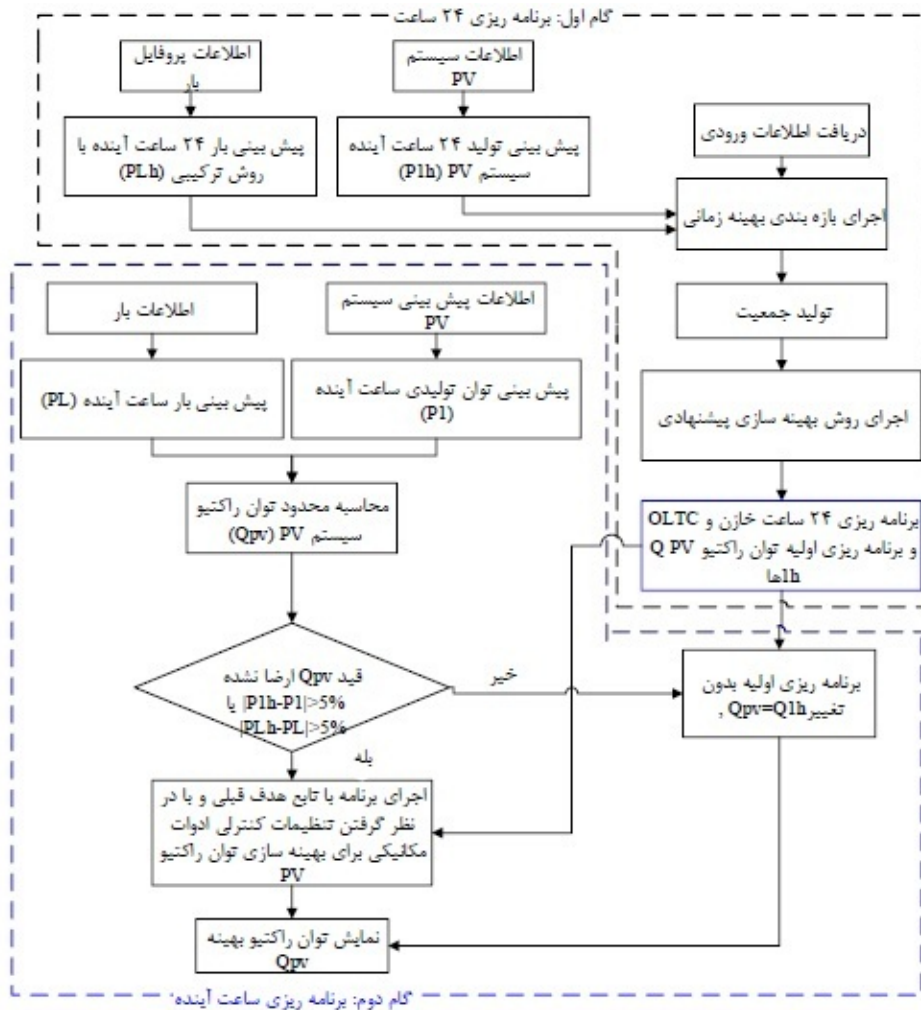 گام اول: برنامه ریزی ۲۴ ساعت
اطلاعات پروفایل
بار
اطلاعات سیستم
PV
دریافت اطلاعات ورودی
پیش بینی بار ۲۴ ساعت آینده با
روش ترکیبی (PLh)
پیش بینی تولید ۲۴ ساعت آینده
سیستم PV (P1h)
اجرای بازه بندی بهینه زمانی
تولید جمعیت
اجرای روش بهینه سازی پیشنهادی
برنامه ریزی ۲۴ ساعت خازن و OLTC
و برنامه ریزی اولیه توان راکتیو Q PV
1hها
اطلاعات بار
اطلاعات پیش بینی سیستم
PV
پیش بینی بار ساعت آینده (PL)
پیش بینی توان تولیدی ساعت آینده
(P1)
محاسبه محدود توان راکتیو
سیستم PV (Qpv)
قید Qpv ارضا نشده
یا |P1h-P1|>5%
|PLh-PL|>5%
خیر
بله
برنامه ریزی اولیه بدون
تغییر Qpv=Q1h ,
اجرای برنامه با تابع هدف قبلی و با در
نظر گرفتن تنظیمات کنترلی ادوات
مکانیکی برای بهینه سازی توان راکتیو
PV
نمایش توان راکتیو بهینه
Qpv
گام دوم: برنامه ریزی ساعت آینده